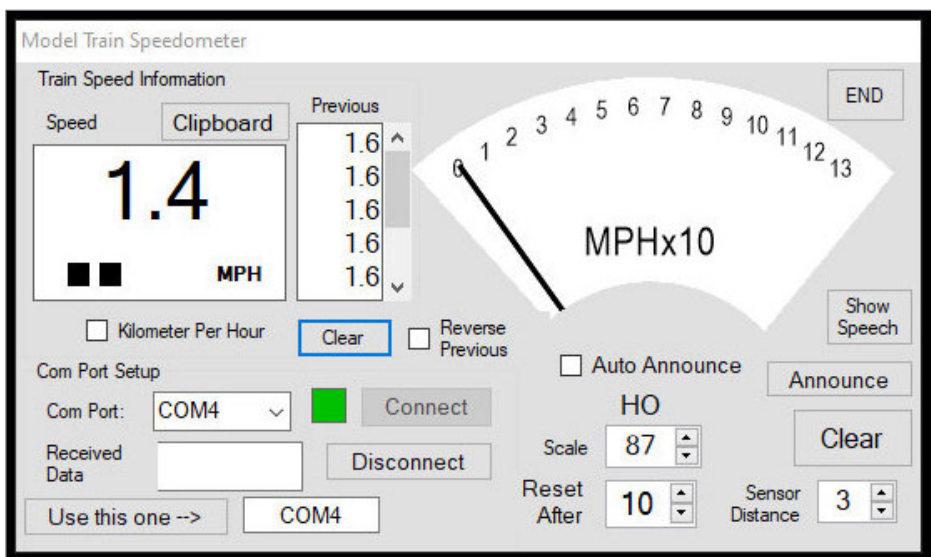 Model Train Speedometer
Train Speed Information
END
Speed
Clipboard
Previous
1.4
MPH
1.6
1.6
1.6
1.6
1.6
0 1 2 3 4 5 6 7 8 9 10 11 12 13
MPHx10
Show
Speech
Kilometer Per Hour
Clear
Reverse
Previous
Auto Announce
Announce
Com Port Setup
Com Port:
COM4
Connect
HO
Scale
87
Clear
Received
Data
Disconnect
Reset
After
10
Sensor
Distance
3
Use this one -->
COM4